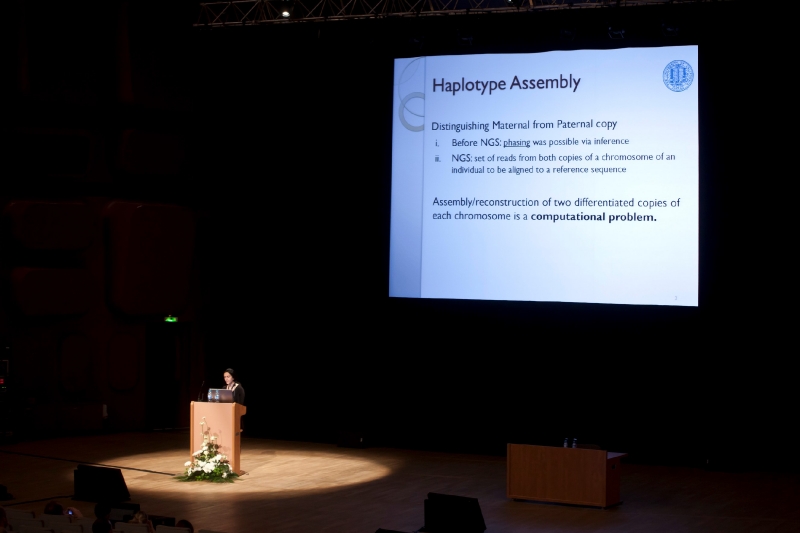 Haplotype Assembly
Distinguishing Maternal from Paternal copy
i. Before NGS: phasing was possible via inference
ii. NGS: set of reads from both copies of a chromosome of an
individual to be aligned to a reference sequence
Assembly/reconstruction of two differentiated copies of
each chromosome is a computational problem.